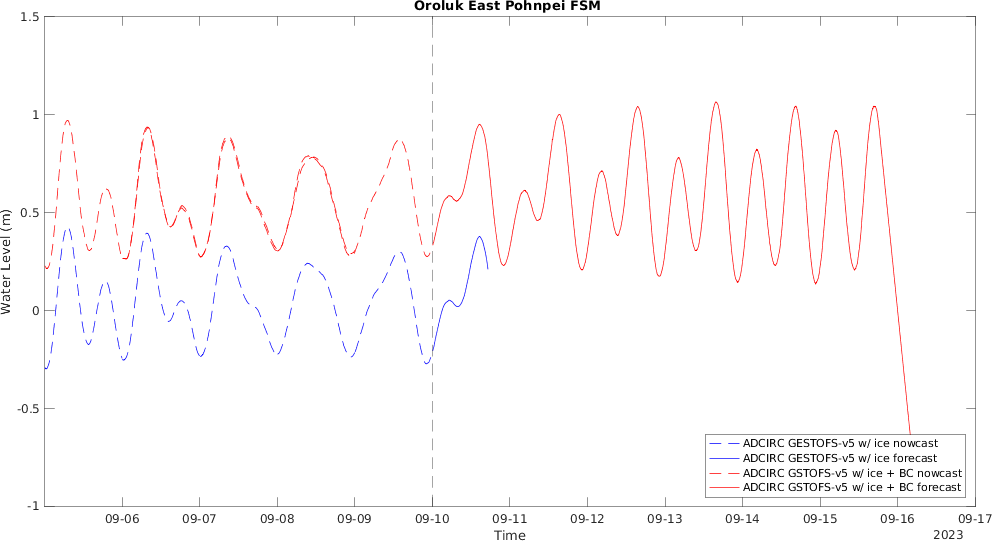 Oroluk East Pohnpei FSM
1.5
1
0.5
0
-0.5
-1
Water Level (m)
ADCIRC GESTOFS-v5 w/ ice nowcast
ADCIRC GESTOFS-v5 w/ ice forecast
ADCIRC GSTOFS-v5 w/ ice + BC nowcast
ADCIRC GSTOFS-v5 w/ ice + BC forecast
09-06 09-07 09-08 09-09 09-10 09-11 09-12 09-13 09-14 09-15 09-16 09-17
Time
2023